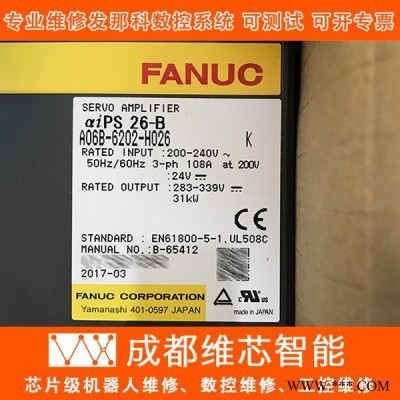 专业维修发那科数控系统 可测试 可开专票
FANUC
SERVO AMPLIFIER
αiPS 26-B
A06B-6202-H026 K
RATED INPUT : 200-240V ~
50Hz/60Hz 3-ph 108A at 200V
:24V
RATED OUTPUT : 283-339V
31kW
STANDARD : EN61800-5-1,UL508C
MANUAL NO.:B-65412
2017-03
FANUC CORPORATION
Yamanashi 401-0597 JAPAN
made in JAPAN
成都维芯智能
芯片级机器人维修、数控维修、工控维修